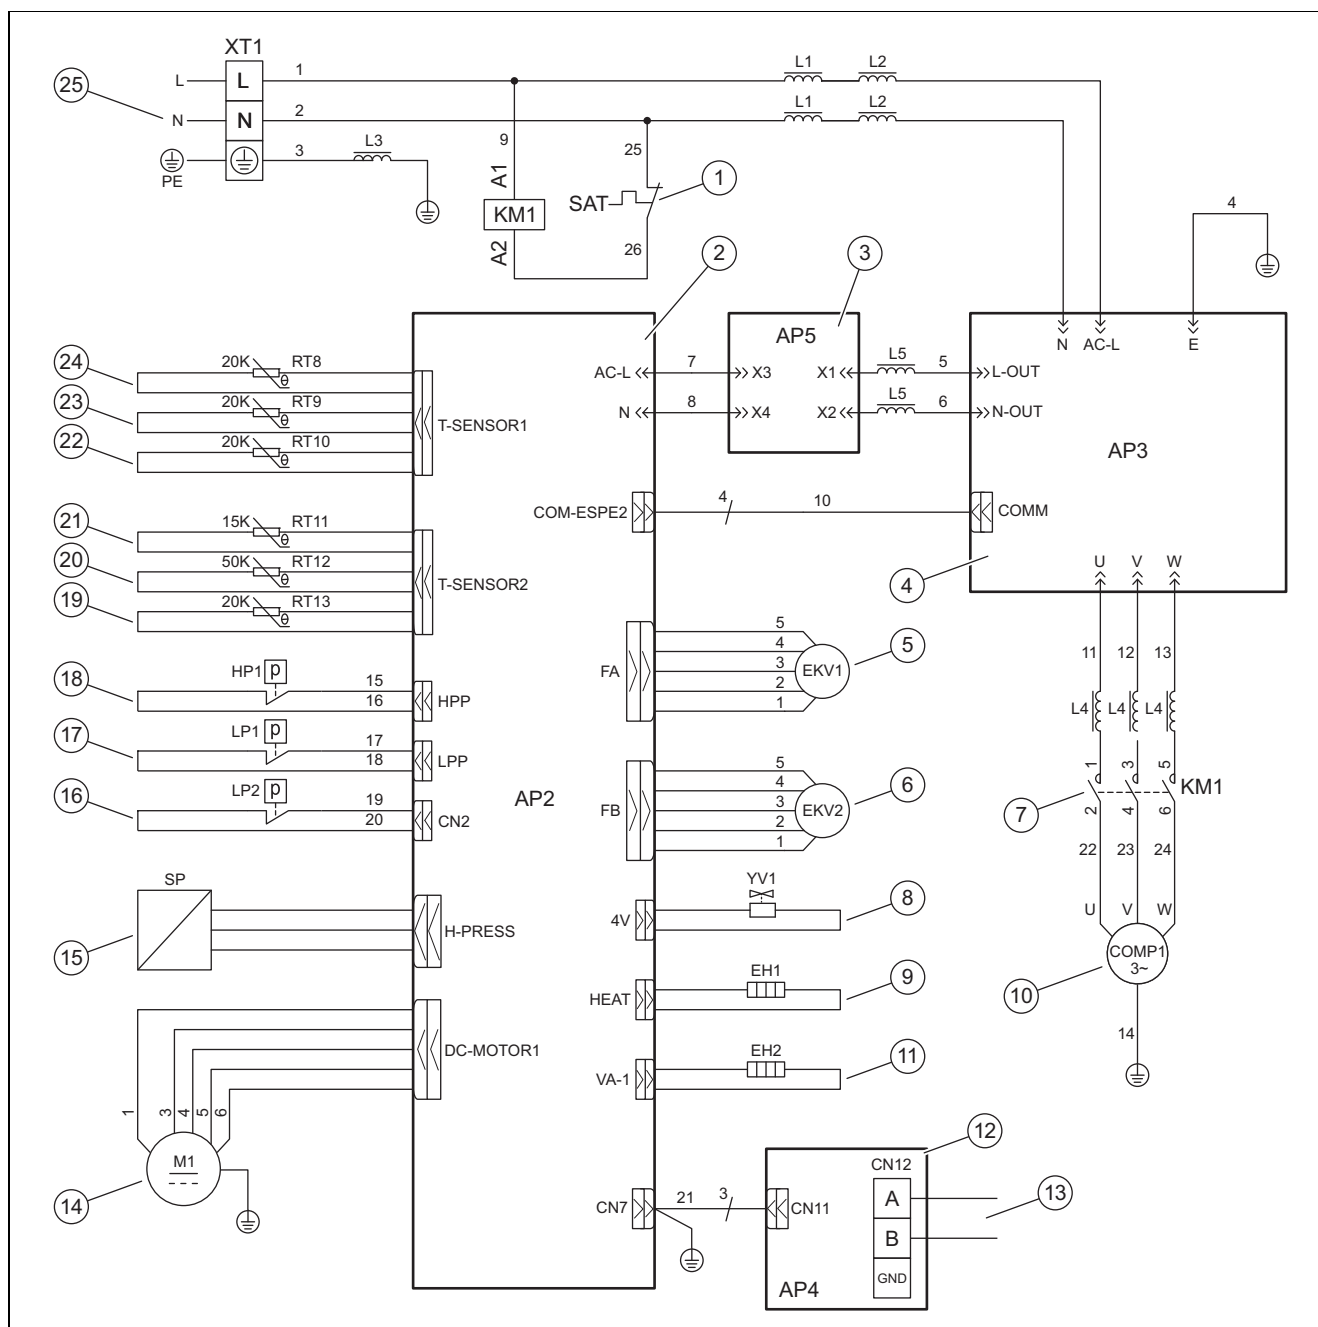 XT1
25
L
L
1
L1
L2
N
N
2
L1
L2
PE
3
L3
9
A1
KM1
A2
25
SAT
26
1
4
2
3
N
AC-L
E
AP5
AC-L
7
X3
X1
L5
5
L-OUT
N
8
X4
X2
L5
6
N-OUT
AP3
24
20K
RT8
23
20K
RT9
22
20K
RT10
T-SENSOR1
COM-ESPE2
4
10
COMM
21
15K
RT11
20
50K
RT12
19
20K
RT13
T-SENSOR2
4
U
V
W
FA
5
4
3
2
1
EKV1
5
11
12
13
L4
L4
L4
18
HP1
p
15
16
HPP
17
LP1
p
17
18
LPP
16
LP2
p
19
20
CN2
AP2
FB
5
4
3
2
1
EKV2
6
7
1
3
5
KM1
2
4
6
22
23
24
U
V
W
COMP1
3~
10
14
SP
15
H-PRESS
4V
YV1
8
HEAT
EH1
9
DC-MOTOR1
VA-1
EH2
11
1
3
4
5
6
M1
14
CN7
21
3
CN11
12
CN12
A
B
GND
13
AP4